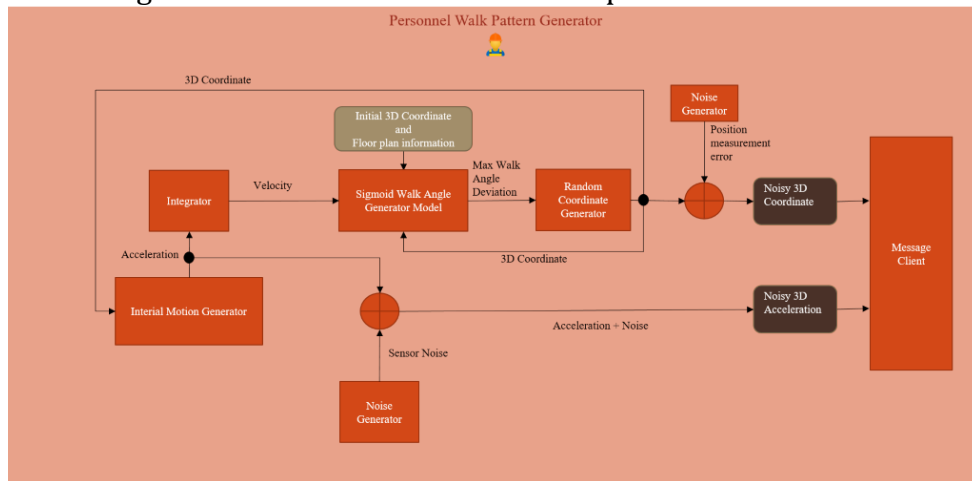 Personnel Walk Pattern Generator
3D Coordinate
Noise
Generator
Initial 3D Coordinate
and
Floor plan information
Position
measurement
error
Max Walk
Angle
Deviation
Integrator
Velocity
Sigmoid Walk Angle
Generator Model
Random
Coordinate
Generator
Noisy 3D
Coordinate
Message
Client
Acceleration
3D Coordinate
Interial Motion Generator
Noisy 3D
Acceleration
Acceleration + Noise
Sensor Noise
Noise
Generator